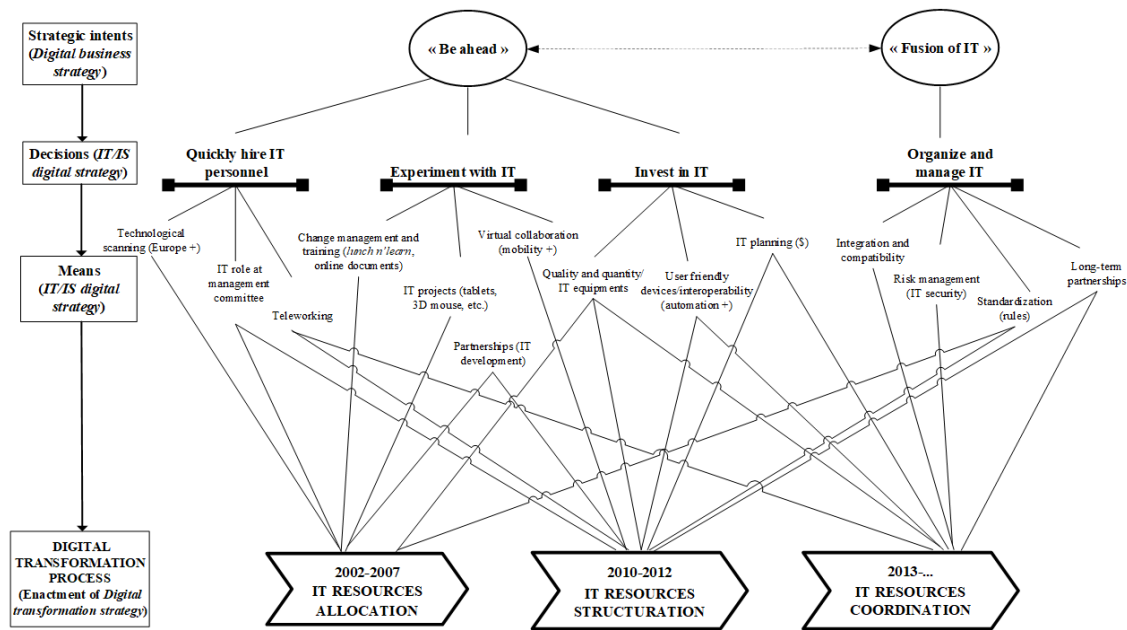 Strategic intents
(Digital business
strategy)
« Be ahead »
« Fusion of IT »
Decisions (IT/IS
digital strategy)
Quickly hire IT
personnel
Experiment with IT
Invest in IT
Organize and
manage IT
Means
(IT/IS digital
strategy)
Technological
scanning (Europe +)
IT role at
management
committee
Teleworking
Change management and
training (lunch n'learn,
online documents)
IT projects (tablets,
3D mouse, etc.)
Partnerships (IT
development)
Virtual collaboration
(mobility +)
Quality and quantity/
IT equipments
User friendly
devices/interoperability
(automation +)
IT planning ($)
Integration and
compatibility
Risk management
(IT security)
Standardization
(rules)
Long-term
partnerships
DIGITAL
TRANSFORMATION
PROCESS
(Enactment of Digital
transformation strategy)
2002-2007
IT RESOURCES
ALLOCATION
2010-2012
IT RESOURCES
STRUCTURATION
2013-...
IT RESOURCES
COORDINATION